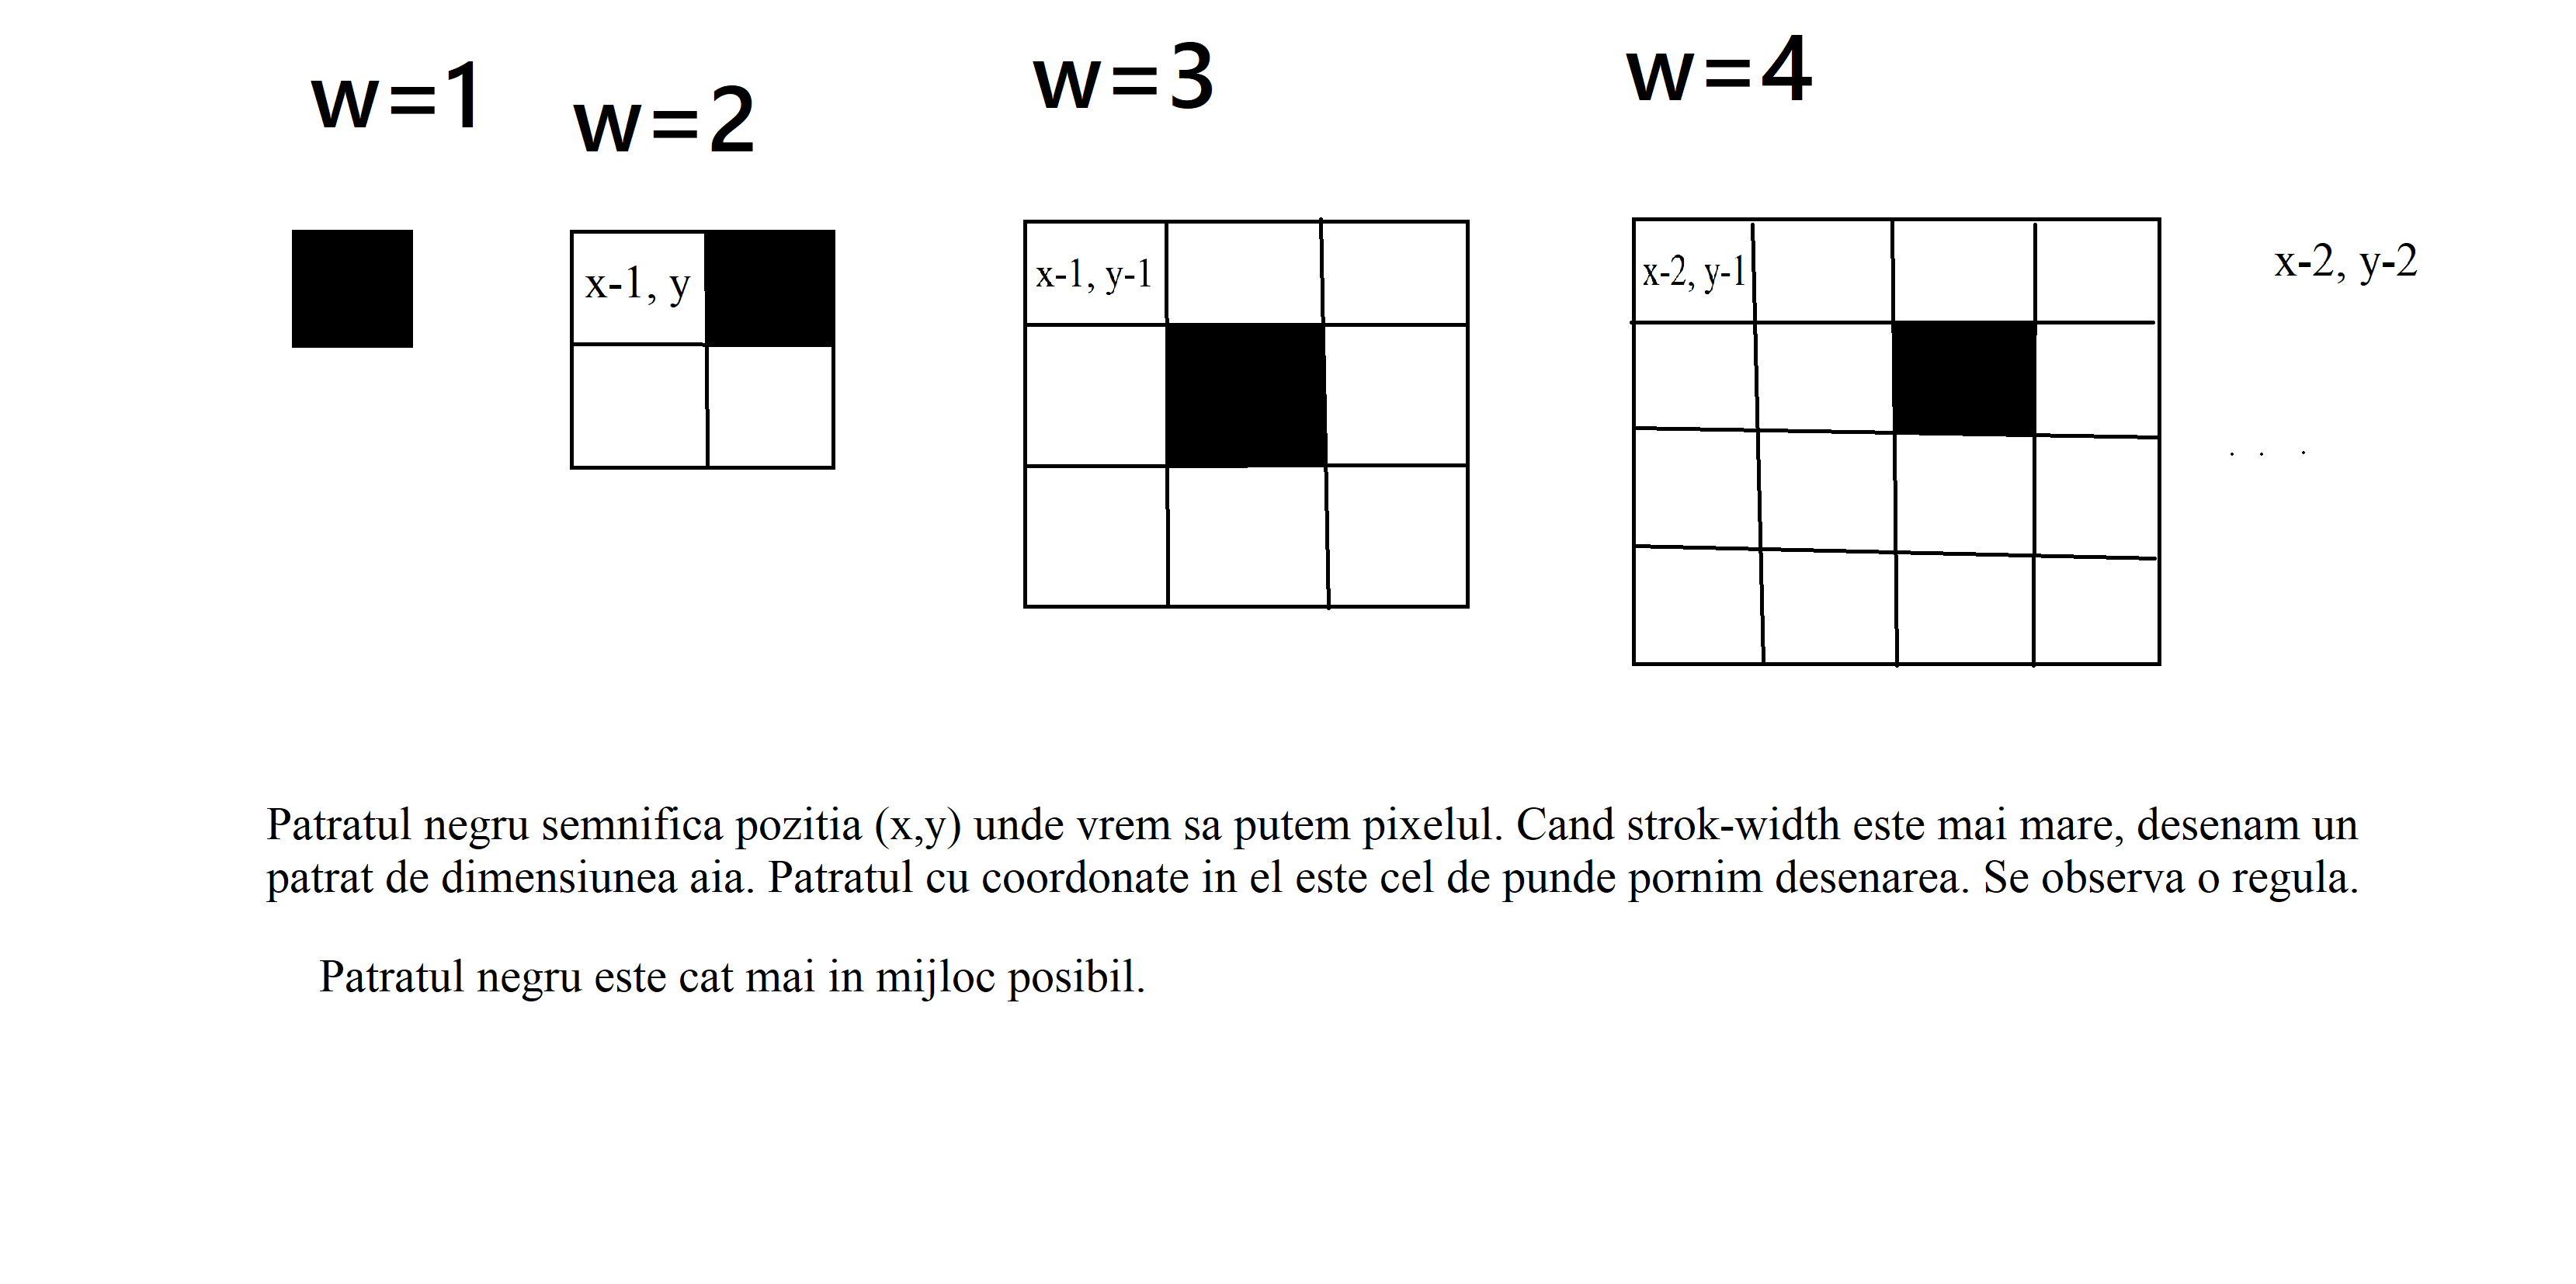 w=1
w=2
w=3
w=4
x-1, y
x-1, y-1
x-2, y-1
x-2, y-2
. . .
Patratul negru semnifica pozitia (x,y) unde vrem sa putem pixelul. Cand strok-width este mai mare, desenam un
patrat de dimensiunea aia. Patratul cu coordonate in el este cel de punde pornim desenarea. Se observa o regula.
Patratul negru este cat mai in mijloc posibil.